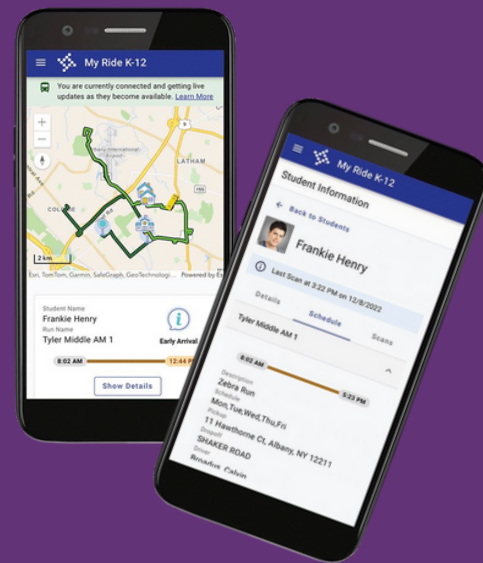 My Ride K-12
You are currently connected and getting live
updates as they become available. Learn More
+
−
Albany International
Airport
9
LATHAM
155
2 km
Esri, TomTom, Garmin, SafeGraph, GeoTechnologi... Powered by Es
Student Name
Frankie Henry
Run Name
Tyler Middle AM 1
Early Arrival
8:02 AM
12:44 P
Show Details
My Ride K-12
Student Information
Back to Students
Frankie Henry
Last Scan at 3:22 PM on 12/8/2022
Details
Schedule
Scans
Tyler Middle AM 1
8:02 AM
5:23 PM
Description
Zebra Run
Schedule
Mon,Tue,Wed,Thu,Fri
Pickup
11 Hawthorne Ct, Albany, NY 12211
Dropoff
SHAKER ROAD
Driver
Broadus, Calvin